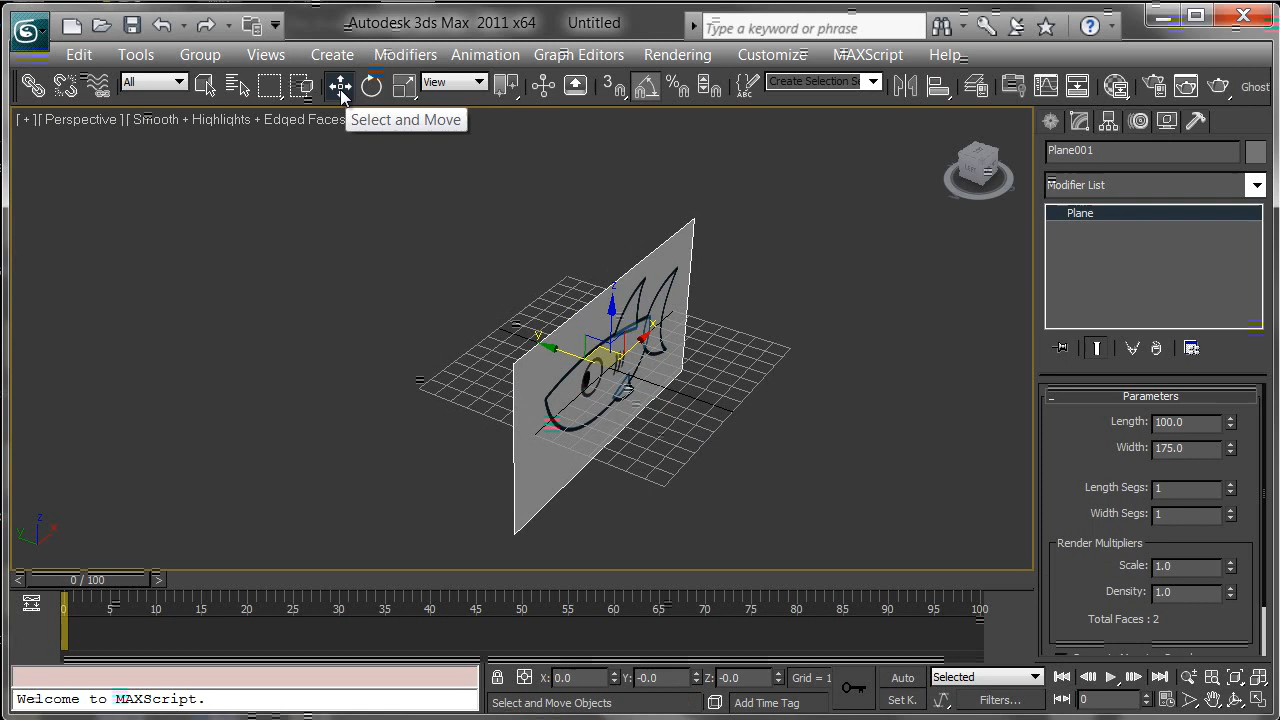 Autodesk 3ds Max 2011 x64 Untitled
Type a keyword or phrase
Edit Tools Group Views Create Modifiers Animation Graph Editors Rendering Customize MAXScript Help
All View Create Selection Se Ghost
Select and Move
[ + ][ Perspective ][ Smooth + Highlights + Edged Faces
Plane001
Modifier List
Plane
z
y x
Parameters
Length: 100.0
Width: 175.0
Length Segs: 1
Width Segs: 1
Render Multipliers
Scale: 1.0
Density: 1.0
Total Faces : 2
z
y x
< 0 / 100 >
0 5 10 15 20 25 30 35 40 45 50 55 60 65 70 75 80 85 90 95 100
X: 0.0 Y: -0.0 Z: -0.0 Grid = 1 Auto Selected
Welcome to MAXScript.
Select and Move Objects Add Time Tag Set K. Filters... 0